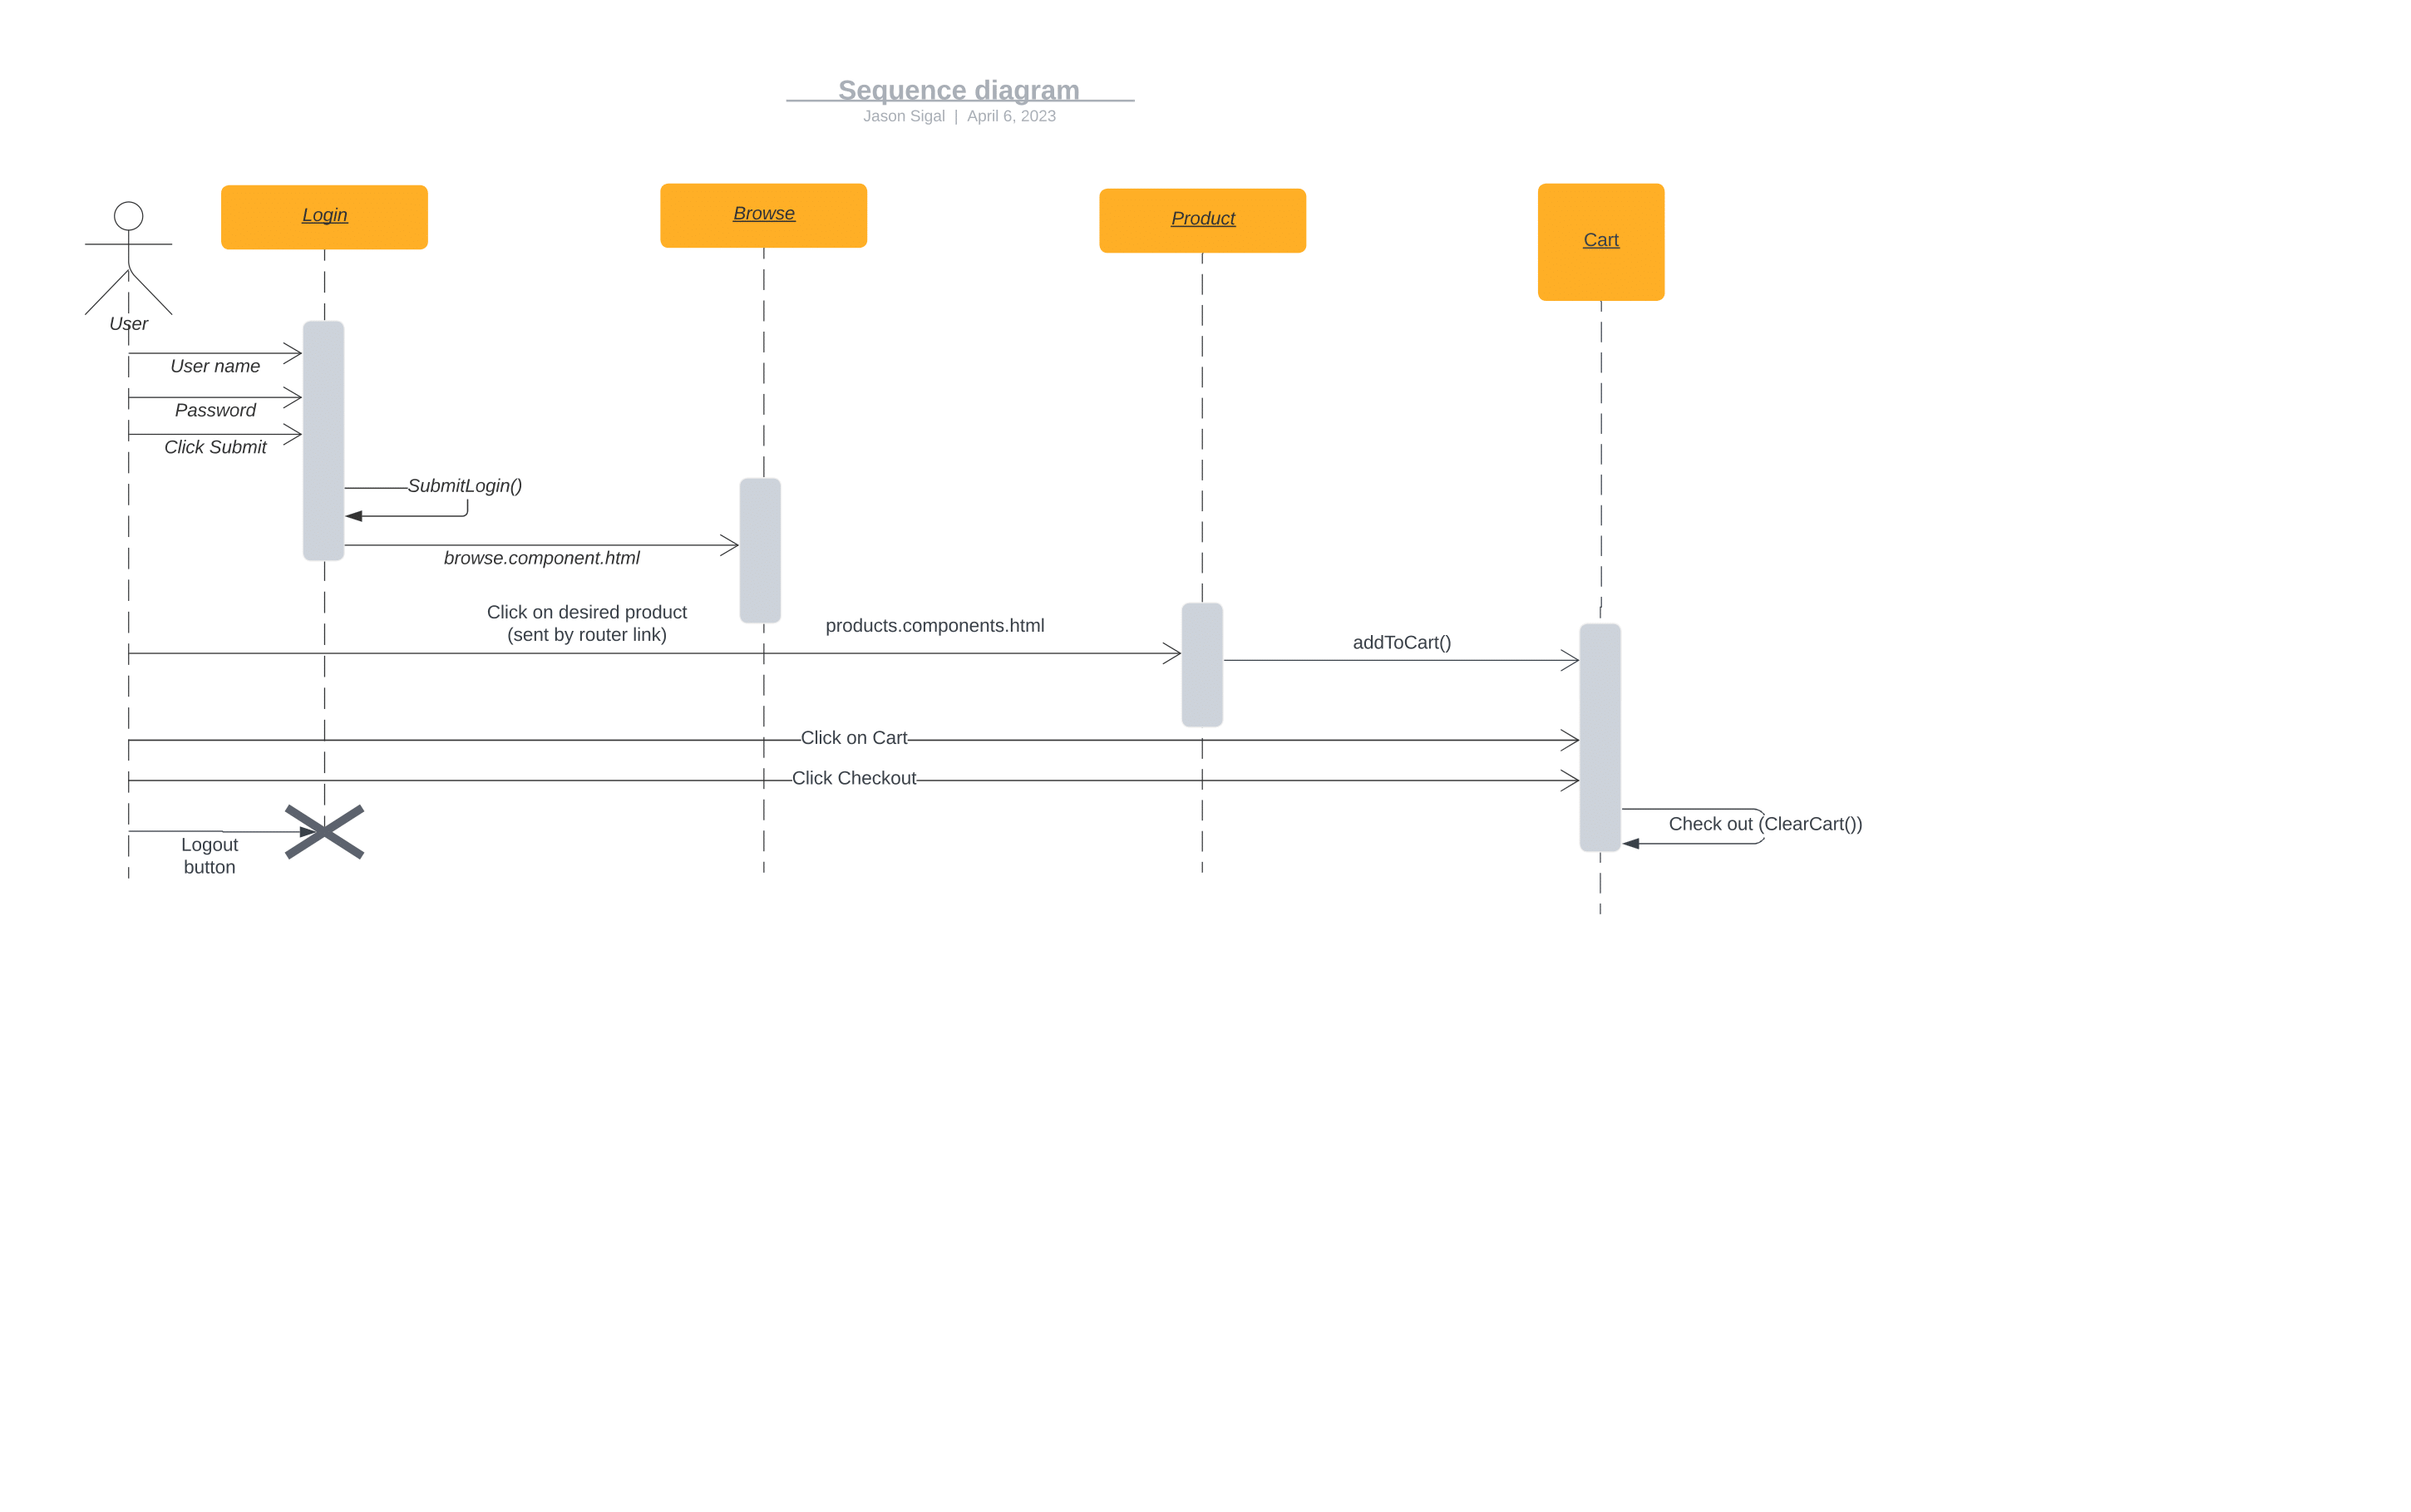 Sequence diagram
Jason Sigal | April 6, 2023
Login
Browse
Product
Cart
User
User name
Password
Click Submit
SubmitLogin()
browse.component.html
Click on desired product
(sent by router link)
products.components.html
addToCart()
Click on Cart
Click Checkout
Check out (ClearCart())
Logout
button